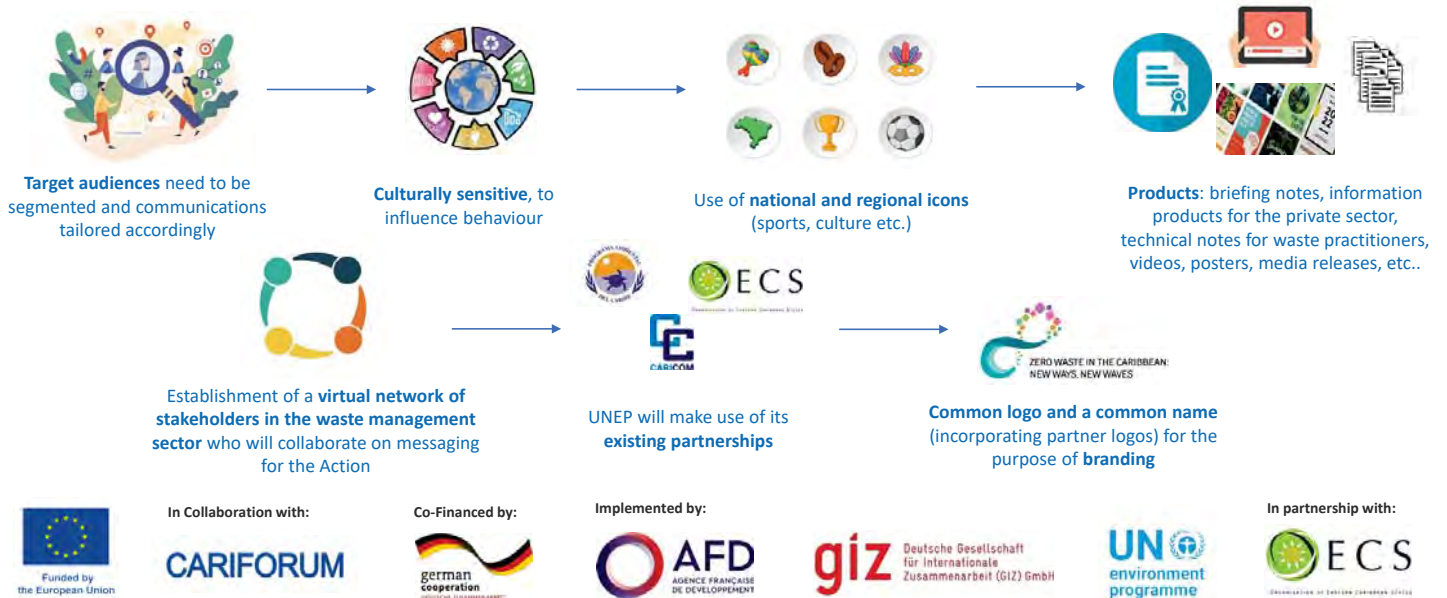 Target audiences need to be
segmented and communications
tailored accordingly
Culturally sensitive, to
influence behaviour
Use of national and regional icons
(sports, culture etc.)
Products: briefing notes, information
products for the private sector,
technical notes for waste practitioners,
videos, posters, media releases, etc..
Establishment of a virtual network of
stakeholders in the waste management
sector who will collaborate on messaging
for the Action
PROGRAMA AMBIENTAL
DEL CARIBE
OECS
CARICOM
UNEP will make use of its
existing partnerships
ZERO WASTE IN THE CARIBBEAN:
NEW WAYS, NEW WAVES
Common logo and a common name
(incorporating partner logos) for the
purpose of branding
Funded by
the European Union
In Collaboration with:
CARIFORUM
Co-Financed by:
german
cooperation
Implemented by:
AFD
AGENCE FRANÇAISE
DE DÉVELOPPEMENT
giz
Deutsche Gesellschaft
für Internationale
Zusammenarbeit (GIZ) GmbH
UN
environment
programme
In partnership with:
OECS